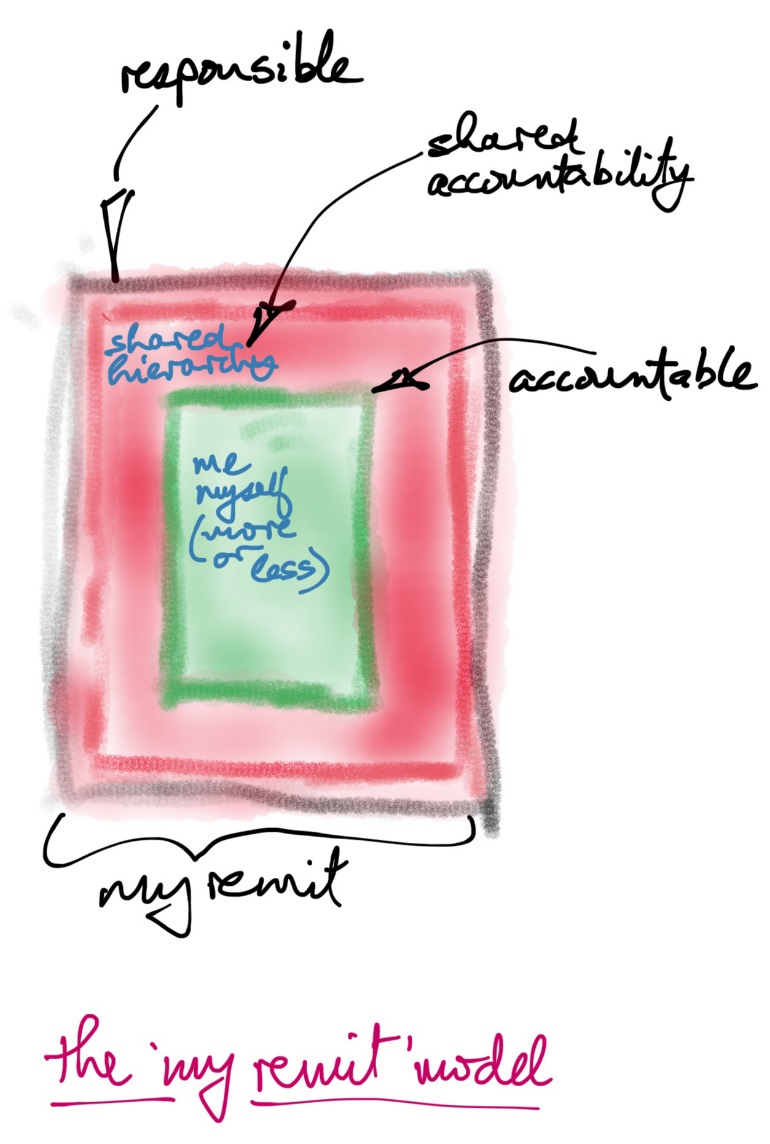 responsible
shared
accountability
shared
hierarchy
accountable
me
myself
(more
or
less)
my remit
the 'my remit' model